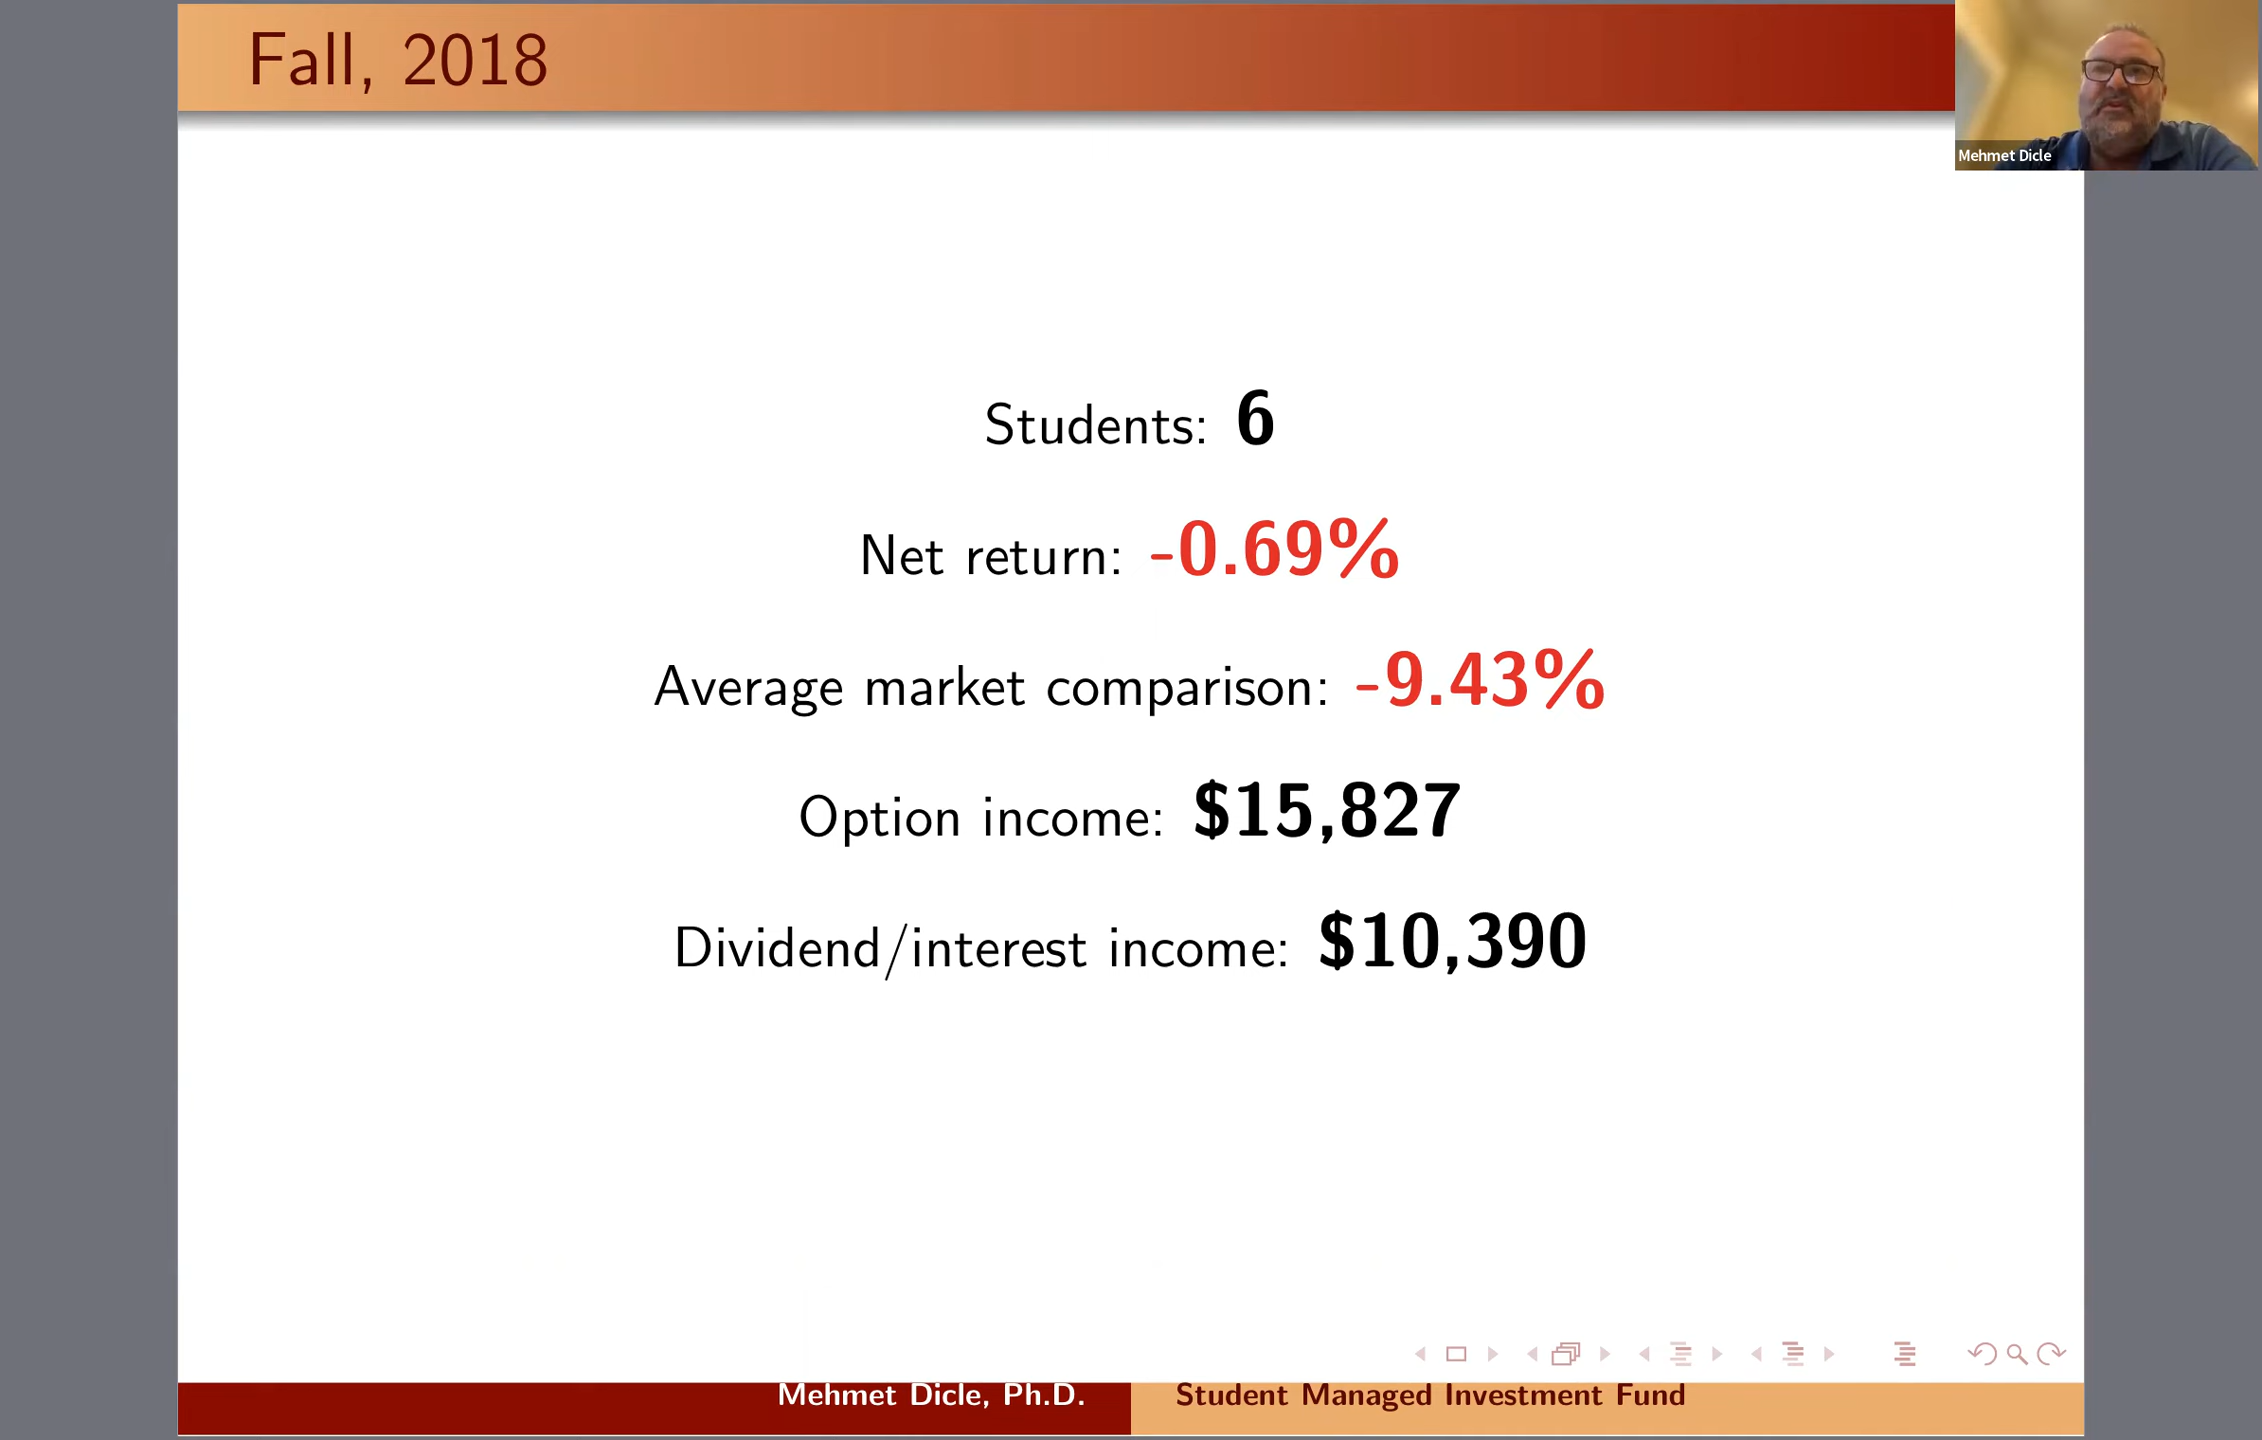 Fall, 2018
Mehmet Dicle
Students: 6
Net return: -0.69%
Average market comparison: -9.43%
Option income: $15,827
Dividend/interest income: $10,390
Mehmet Dicle, Ph.D.
Student Managed Investment Fund